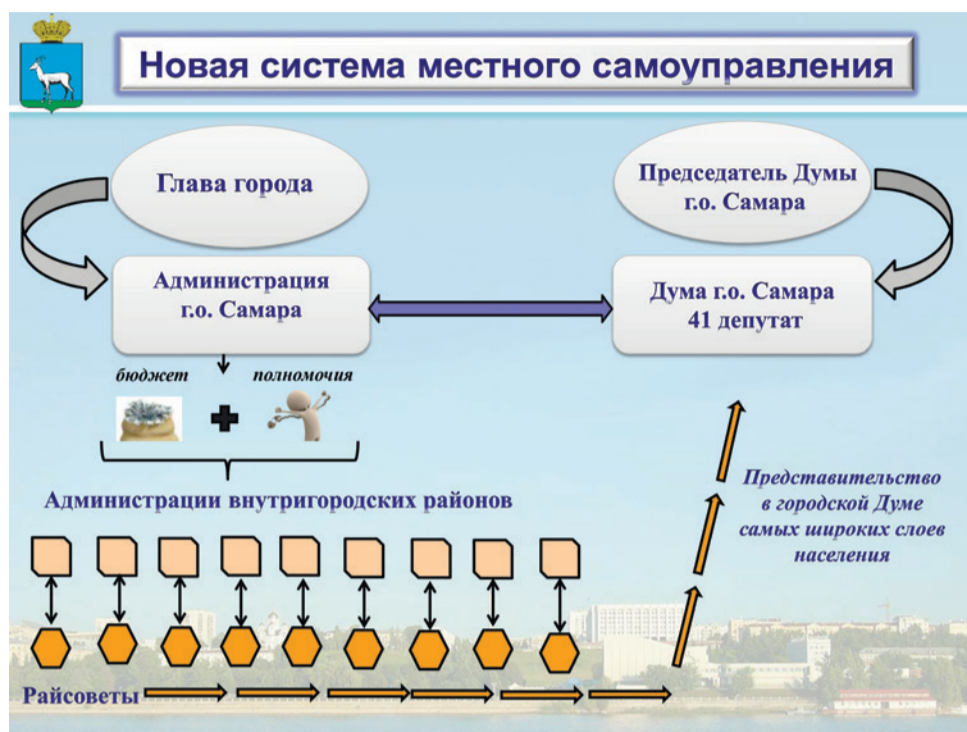 Новая система местного самоуправления
Глава города
Председатель Думы
г.о. Самара
Администрация
г.о. Самара
Дума г.о. Самара
41 депутат
бюджет
полномочия
Администрации внутригородских районов
Представительство
в городской Думе
самых широких слоев
населения
Райсоветы